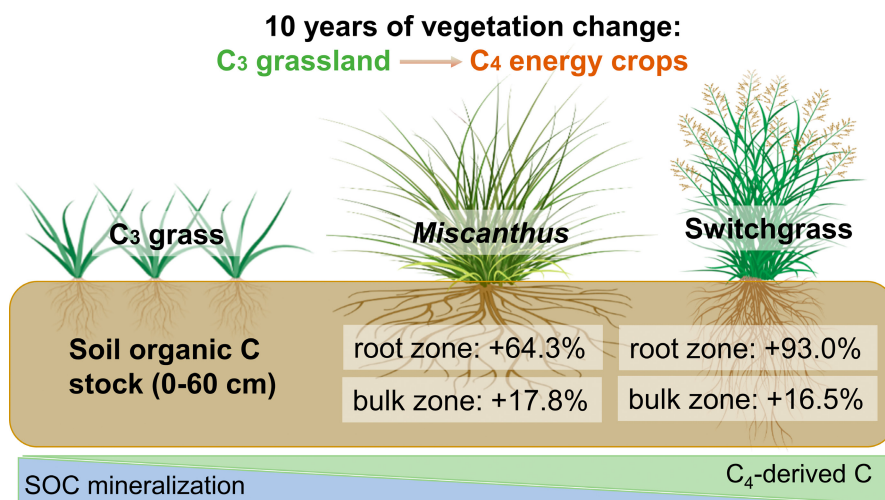 10 years of vegetation change:
C₃ grassland → C₄ energy crops
C₃ grass
Miscanthus
Switchgrass
Soil organic C
stock (0-60 cm)
root zone: +64.3%
bulk zone: +17.8%
root zone: +93.0%
bulk zone: +16.5%
SOC mineralization
C₄-derived C